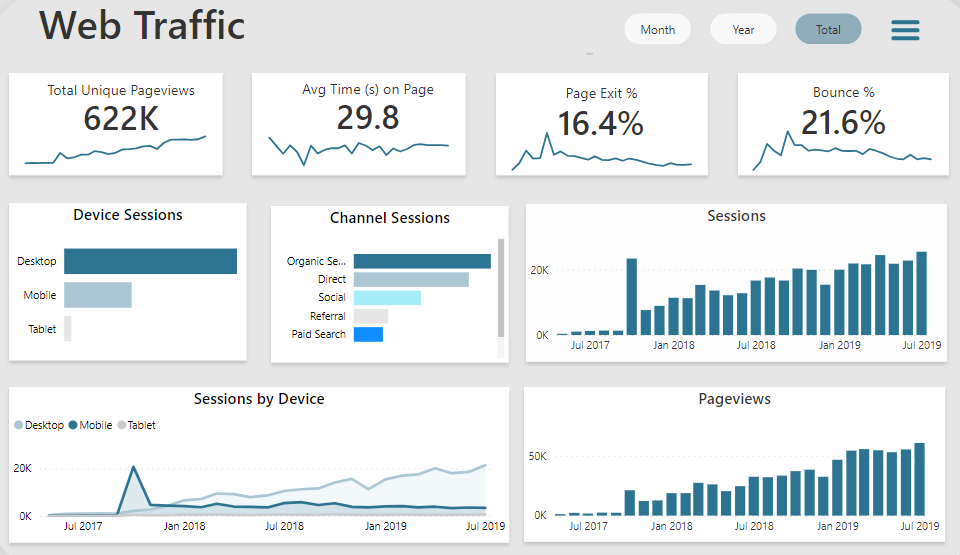 Web Traffic
Month
Year
Total
Total Unique Pageviews
622K
Avg Time (s) on Page
29.8
Page Exit %
16.4%
Bounce %
21.6%
Device Sessions
Desktop
Mobile
Tablet
Channel Sessions
Organic Se...
Direct
Social
Referral
Paid Search
Sessions
20K
0K
Jul 2017
Jan 2018
Jul 2018
Jan 2019
Jul 2019
Sessions by Device
Desktop Mobile Tablet
20K
0K
Jul 2017
Jan 2018
Jul 2018
Jan 2019
Jul 2019
Pageviews
50K
0K
Jul 2017
Jan 2018
Jul 2018
Jan 2019
Jul 2019